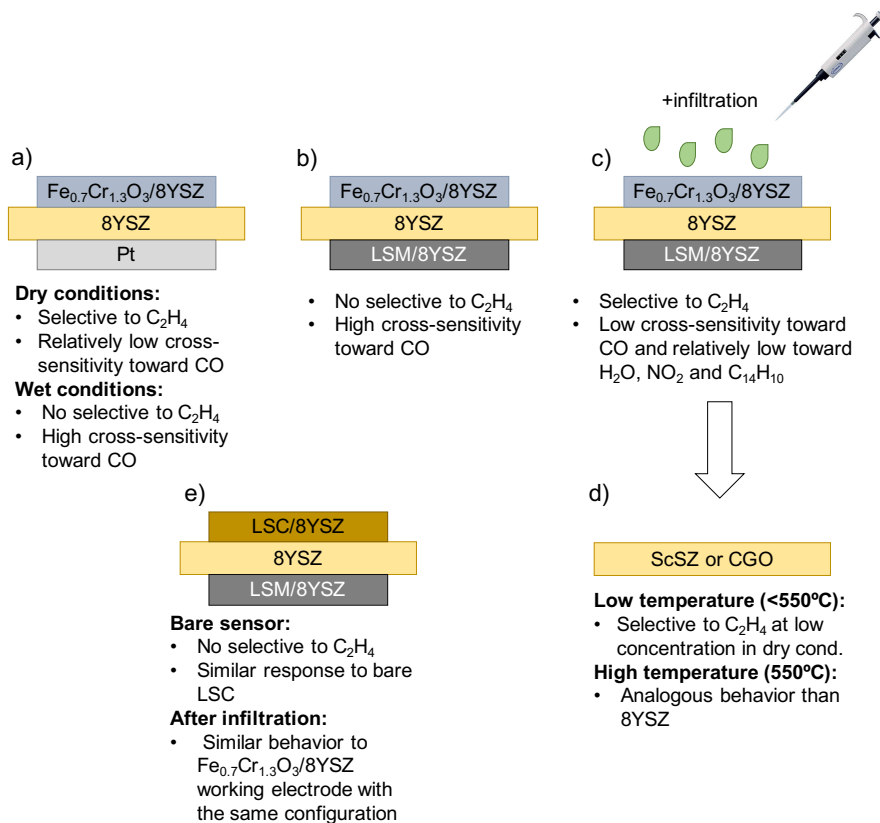 +infiltration
a)
Fe₀.₇Cr₁.₃O₃/8YSZ
8YSZ
Pt
Dry conditions:
• Selective to C₂H₄
• Relatively low cross-
sensitivity toward CO
Wet conditions:
• No selective to C₂H₄
• High cross-sensitivity
toward CO
b)
Fe₀.₇Cr₁.₃O₃/8YSZ
8YSZ
LSM/8YSZ
• No selective to C₂H₄
• High cross-sensitivity
toward CO
c)
Fe₀.₇Cr₁.₃O₃/8YSZ
8YSZ
LSM/8YSZ
• Selective to C₂H₄
• Low cross-sensitivity toward
CO and relatively low toward
H₂O, NO₂ and C₁₄H₁₀
e)
LSC/8YSZ
8YSZ
LSM/8YSZ
Bare sensor:
• No selective to C₂H₄
• Similar response to bare
LSC
After infiltration:
• Similar behavior to
Fe₀.₇Cr₁.₃O₃/8YSZ
working electrode with
the same configuration
d)
ScSZ or CGO
Low temperature (<550ºC):
• Selective to C₂H₄ at low
concentration in dry cond.
High temperature (550ºC):
• Analogous behavior than
8YSZ